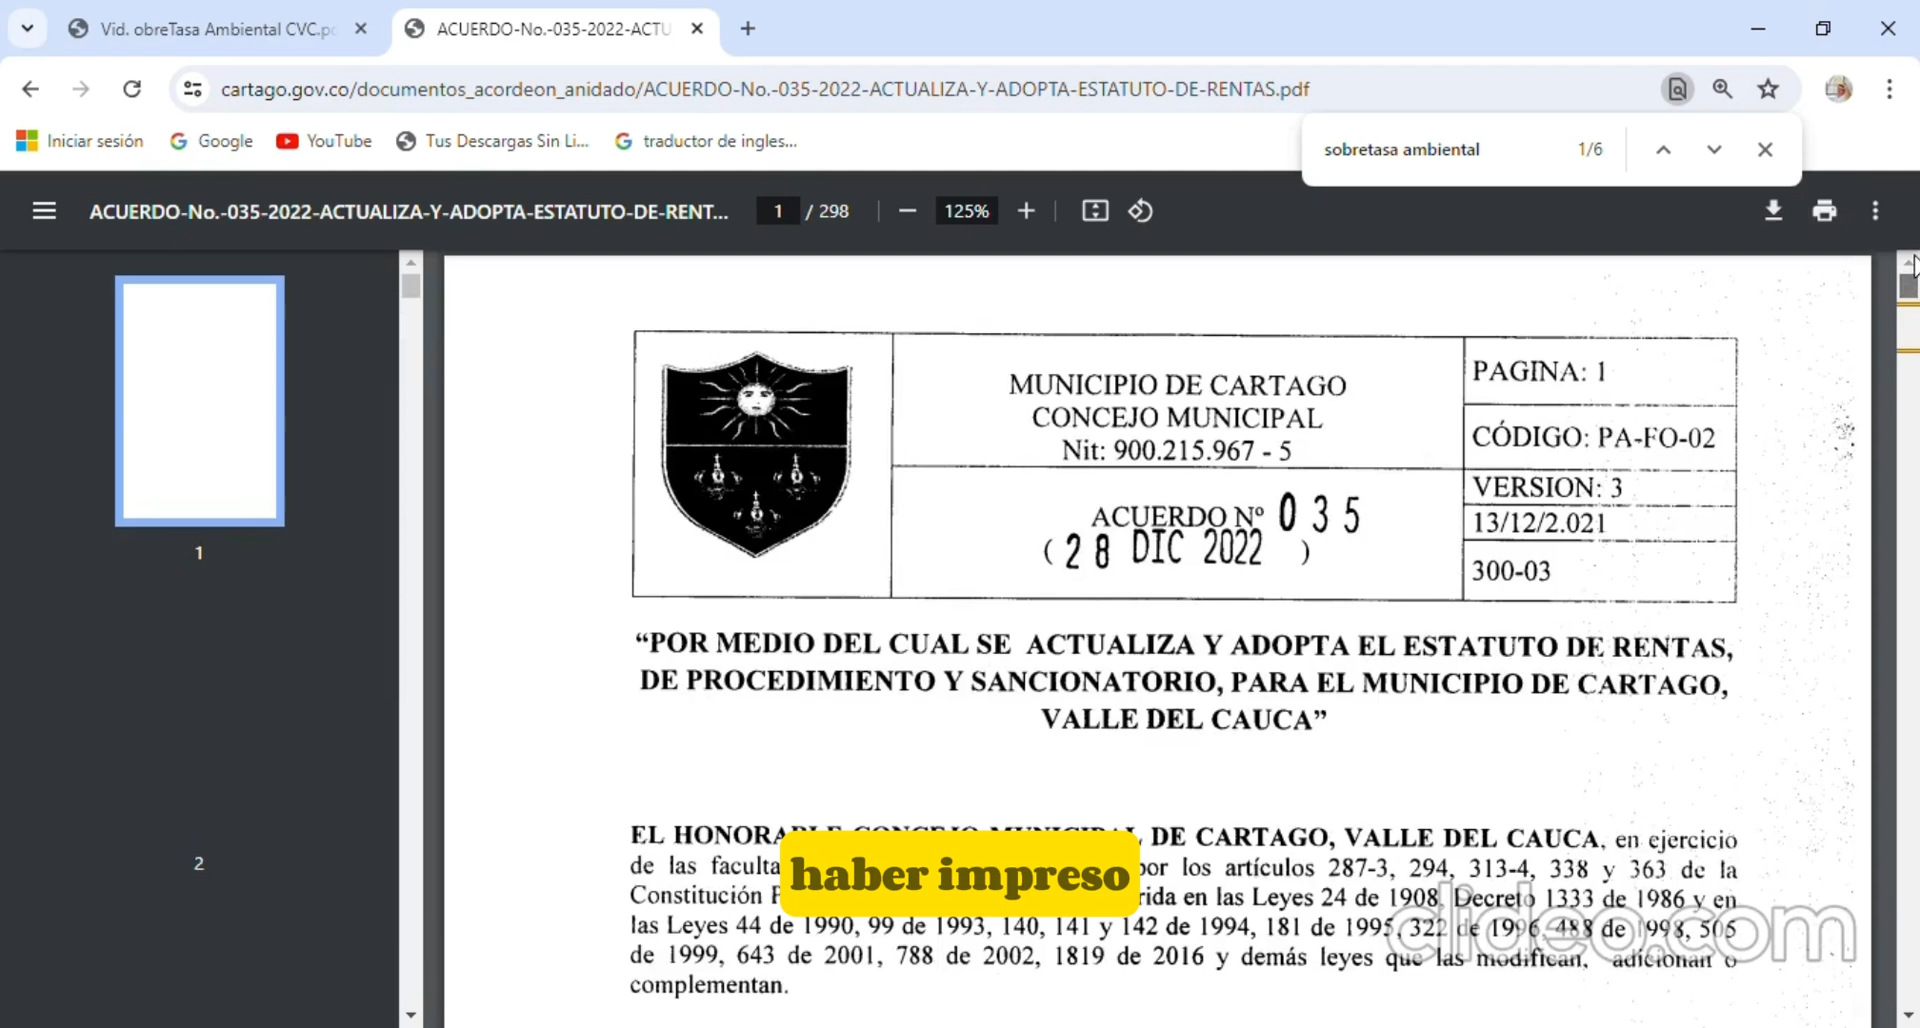 Vid. obreTasa Ambiental CVC.pd
ACUERDO-No.-035-2022-ACTU
cartago.gov.co/documentos_acordeon_anidado/ACUERDO-No.-035-2022-ACTUALIZA-Y-ADOPTA-ESTATUTO-DE-RENTAS.pdf
Iniciar sesión
Google
YouTube
Tus Descargas Sin Li...
traductor de ingles...
sobretasa ambiental 1/6
ACUERDO-No.-035-2022-ACTUALIZA-Y-ADOPTA-ESTATUTO-DE-RENT...
1 / 298
125%
1
2
MUNICIPIO DE CARTAGO
CONCEJO MUNICIPAL
Nit: 900.215.967 - 5
ACUERDO Nº 035
( 28 DIC 2022 )
PAGINA: 1
CÓDIGO: PA-FO-02
VERSION: 3
13/12/2.021
300-03
“POR MEDIO DEL CUAL SE ACTUALIZA Y ADOPTA EL ESTATUTO DE RENTAS,
DE PROCEDIMIENTO Y SANCIONATORIO, PARA EL MUNICIPIO DE CARTAGO,
VALLE DEL CAUCA”
EL HONORABLE CONCEJO MUNICIPAL DE CARTAGO, VALLE DEL CAUCA, en ejercicio
de las faculta por los artículos 287-3, 294, 313-4, 338 y 363 de la
Constitución rida en las Leyes 24 de 1908, Decreto 1333 de 1986 y en
las Leyes 44 de 1990, 99 de 1993, 140, 141 y 142 de 1994, 181 de 1995, 322 de 1996, 488 de 1998, 505
de 1999, 643 de 2001, 788 de 2002, 1819 de 2016 y demás leyes que las modifican, adicionan o
complementan.
haber impreso
clideo.com